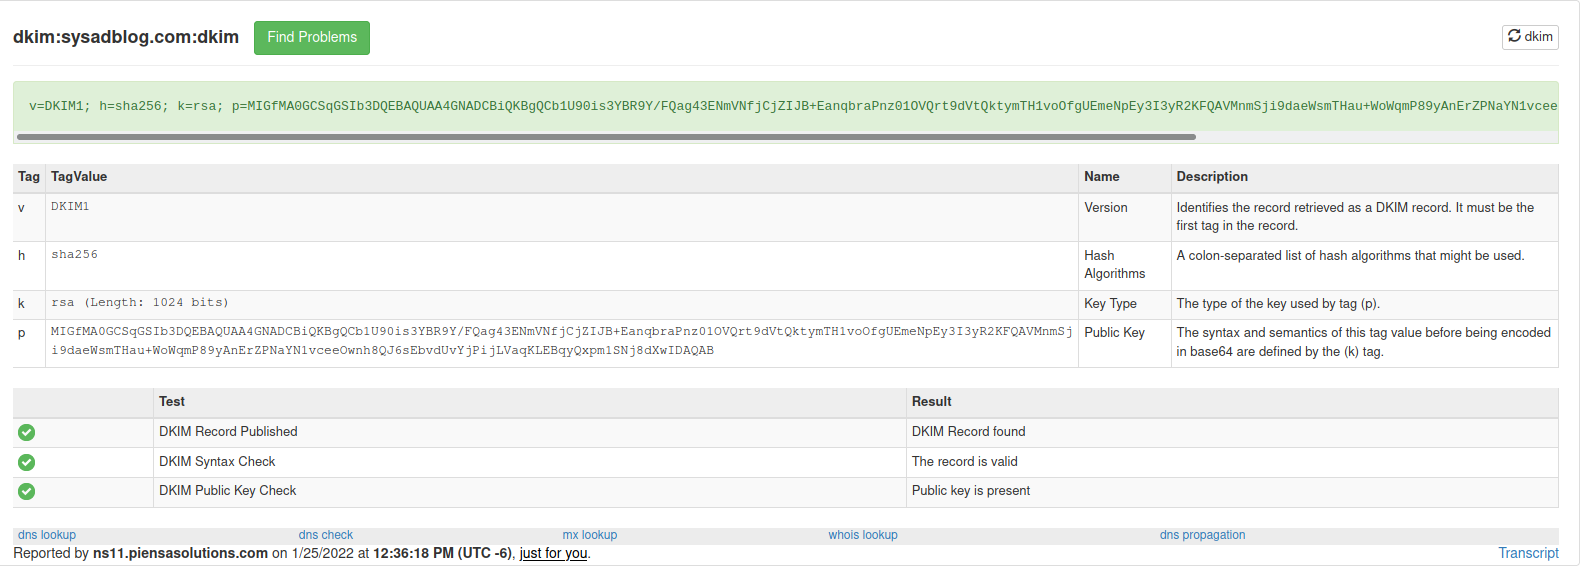 dkim:sysadblog.com:dkim
Find Problems
dkim
v=DKIM1; h=sha256; k=rsa; p=MIGfMA0GCSqGSIb3DQEBAQUAA4GNADCBiQKBgQCb1U90is3YBR9Y/FQag43ENmVNfjCjZIJB+EanqbraPnz01OVQrt9dVtQktymTH1voOfgUEmeNpEy3I3yR2KFQAVMnmSji9daeWsmTHau+WoWqmP89yAnErZPNaYN1vcee
Tag TagValue Name Description
v DKIM1 Version Identifies the record retrieved as a DKIM record. It must be the
first tag in the record.
h sha256 Hash A colon-separated list of hash algorithms that might be used.
Algorithms
k rsa (Length: 1024 bits) Key Type The type of the key used by tag (p).
p MIGfMA0GCSqGSIb3DQEBAQUAA4GNADCBiQKBgQCb1U90is3YBR9Y/FQag43ENmVNfjCjZIJB+EanqbraPnz01OVQrt9dVtQktymTH1voOfgUEmeNpEy3I3yR2KFQAVMnmSj Public Key The syntax and semantics of this tag value before being encoded
i9daeWsmTHau+WoWqmP89yAnErZPNaYN1vceeOwnh8QJ6sEbvdUvYjPijLVaqKLEBqyQxpm1SNj8dXwIDAQAB in base64 are defined by the (k) tag.
Test Result
DKIM Record Published DKIM Record found
DKIM Syntax Check The record is valid
DKIM Public Key Check Public key is present
dns lookup dns check mx lookup whois lookup dns propagation
Reported by ns11.piensasolutions.com on 1/25/2022 at 12:36:18 PM (UTC -6), just for you. Transcript